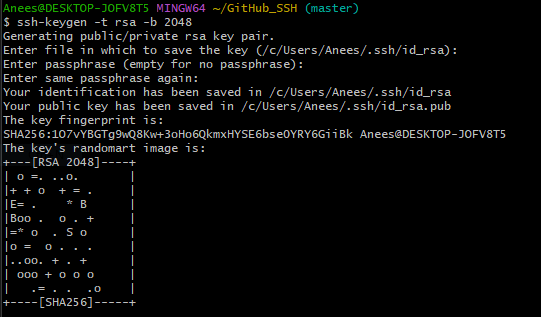 Anees@DESKTOP-JOFV8T5 MINGW64 ~/GitHub_SSH (master)
$ ssh-keygen -t rsa -b 2048
Generating public/private rsa key pair.
Enter file in which to save the key (/c/Users/Anees/.ssh/id_rsa):
Enter passphrase (empty for no passphrase):
Enter same passphrase again:
Your identification has been saved in /c/Users/Anees/.ssh/id_rsa
Your public key has been saved in /c/Users/Anees/.ssh/id_rsa.pub
The key fingerprint is:
SHA256:1O7vYBGTg9wQ8Kw+3oHo6QkmxHYSE6bseOYRY6GiiBk Anees@DESKTOP-JOFV8T5
The key's randomart image is:
+---[RSA 2048]----+
| o =. ..o.       |
|+ + o  + = .     |
|E= .    * B      |
|Boo .  o . +     |
|=* o  . S o      |
|o =  o . . .     |
|..oo. + . +      |
| ooo + o o o     |
|   .= . .  .o    |
+----[SHA256]-----+